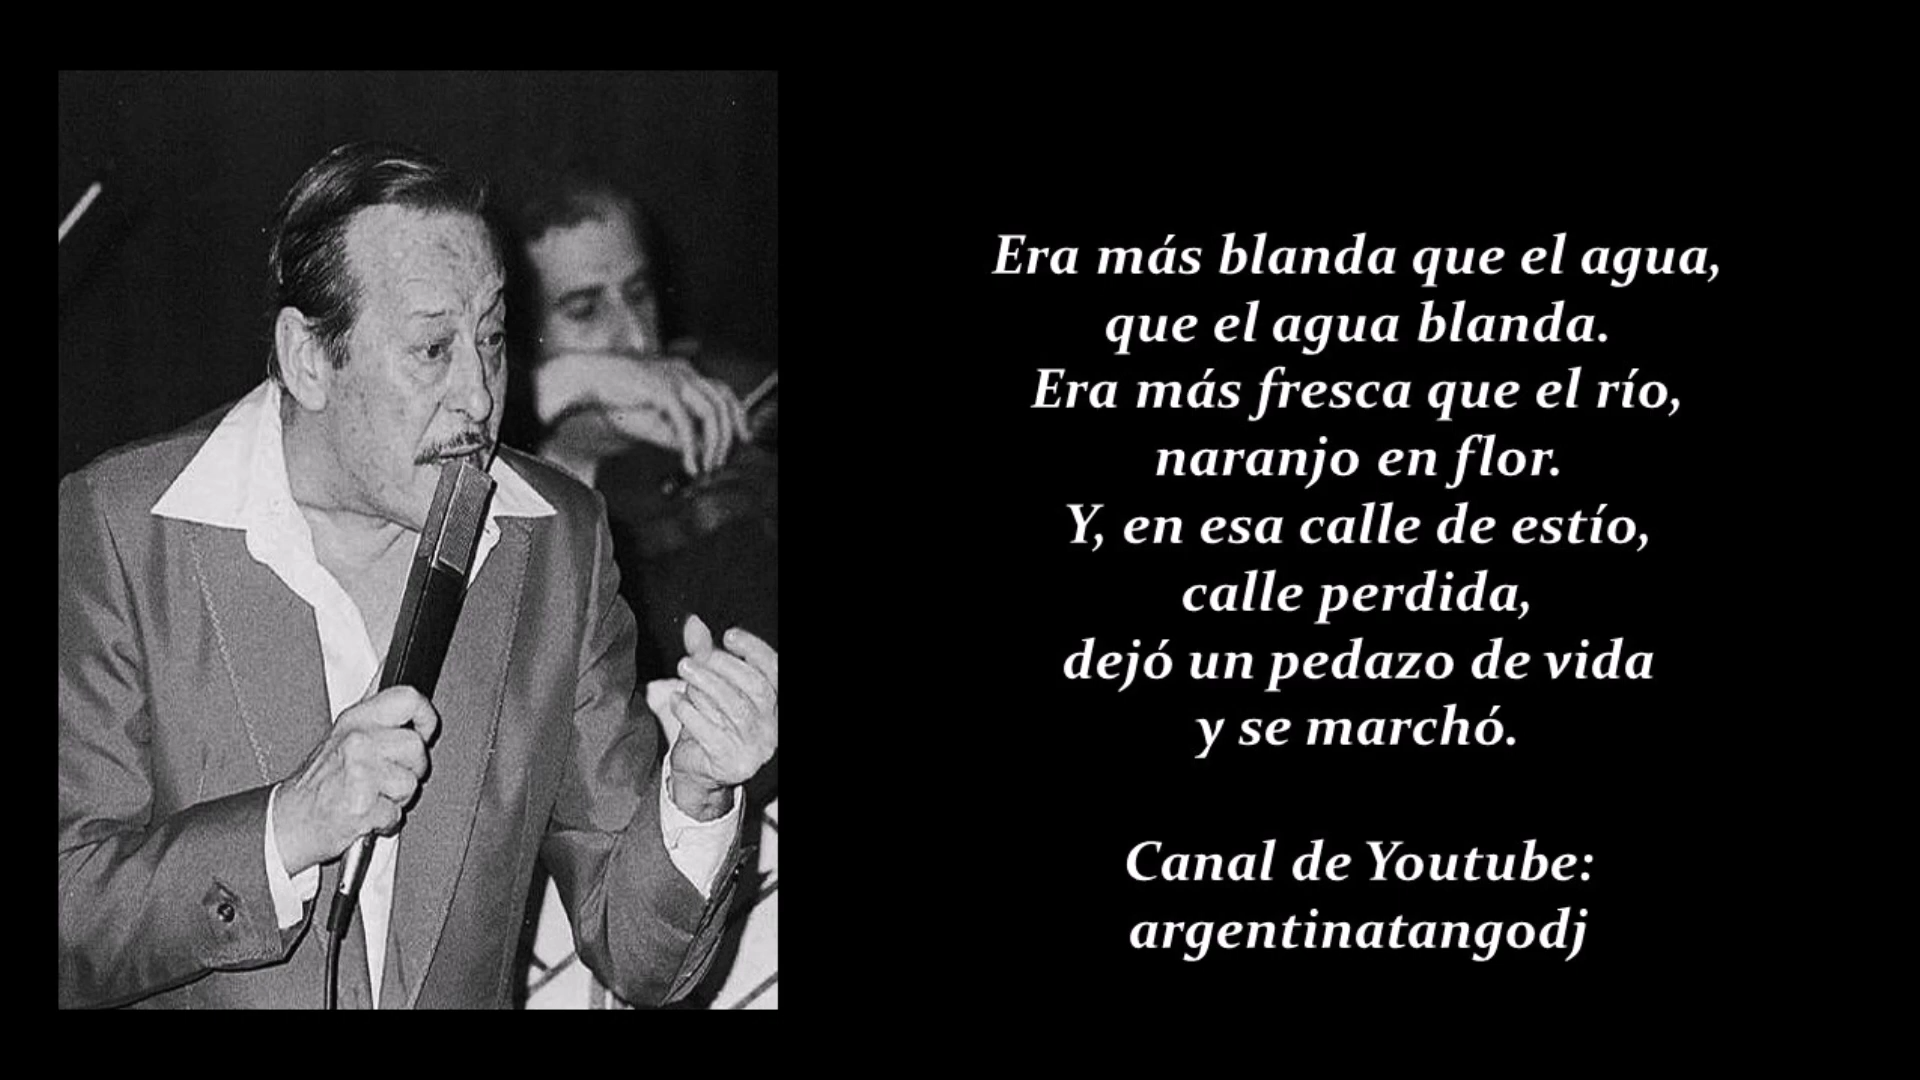 Era más blanda que el agua,
que el agua blanda.
Era más fresca que el río,
naranjo en flor.
Y, en esa calle de estío,
calle perdida,
dejó un pedazo de vida
y se marchó.
Canal de Youtube:
argentinatangodj